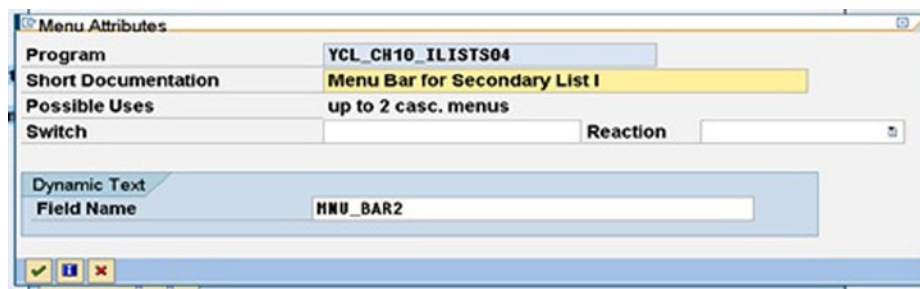 Menu Attributes
Program YCL_CH10_ILISTS04
Short Documentation Menu Bar for Secondary List I
Possible Uses up to 2 casc. menus
Switch Reaction
Dynamic Text
Field Name MNU_BAR2